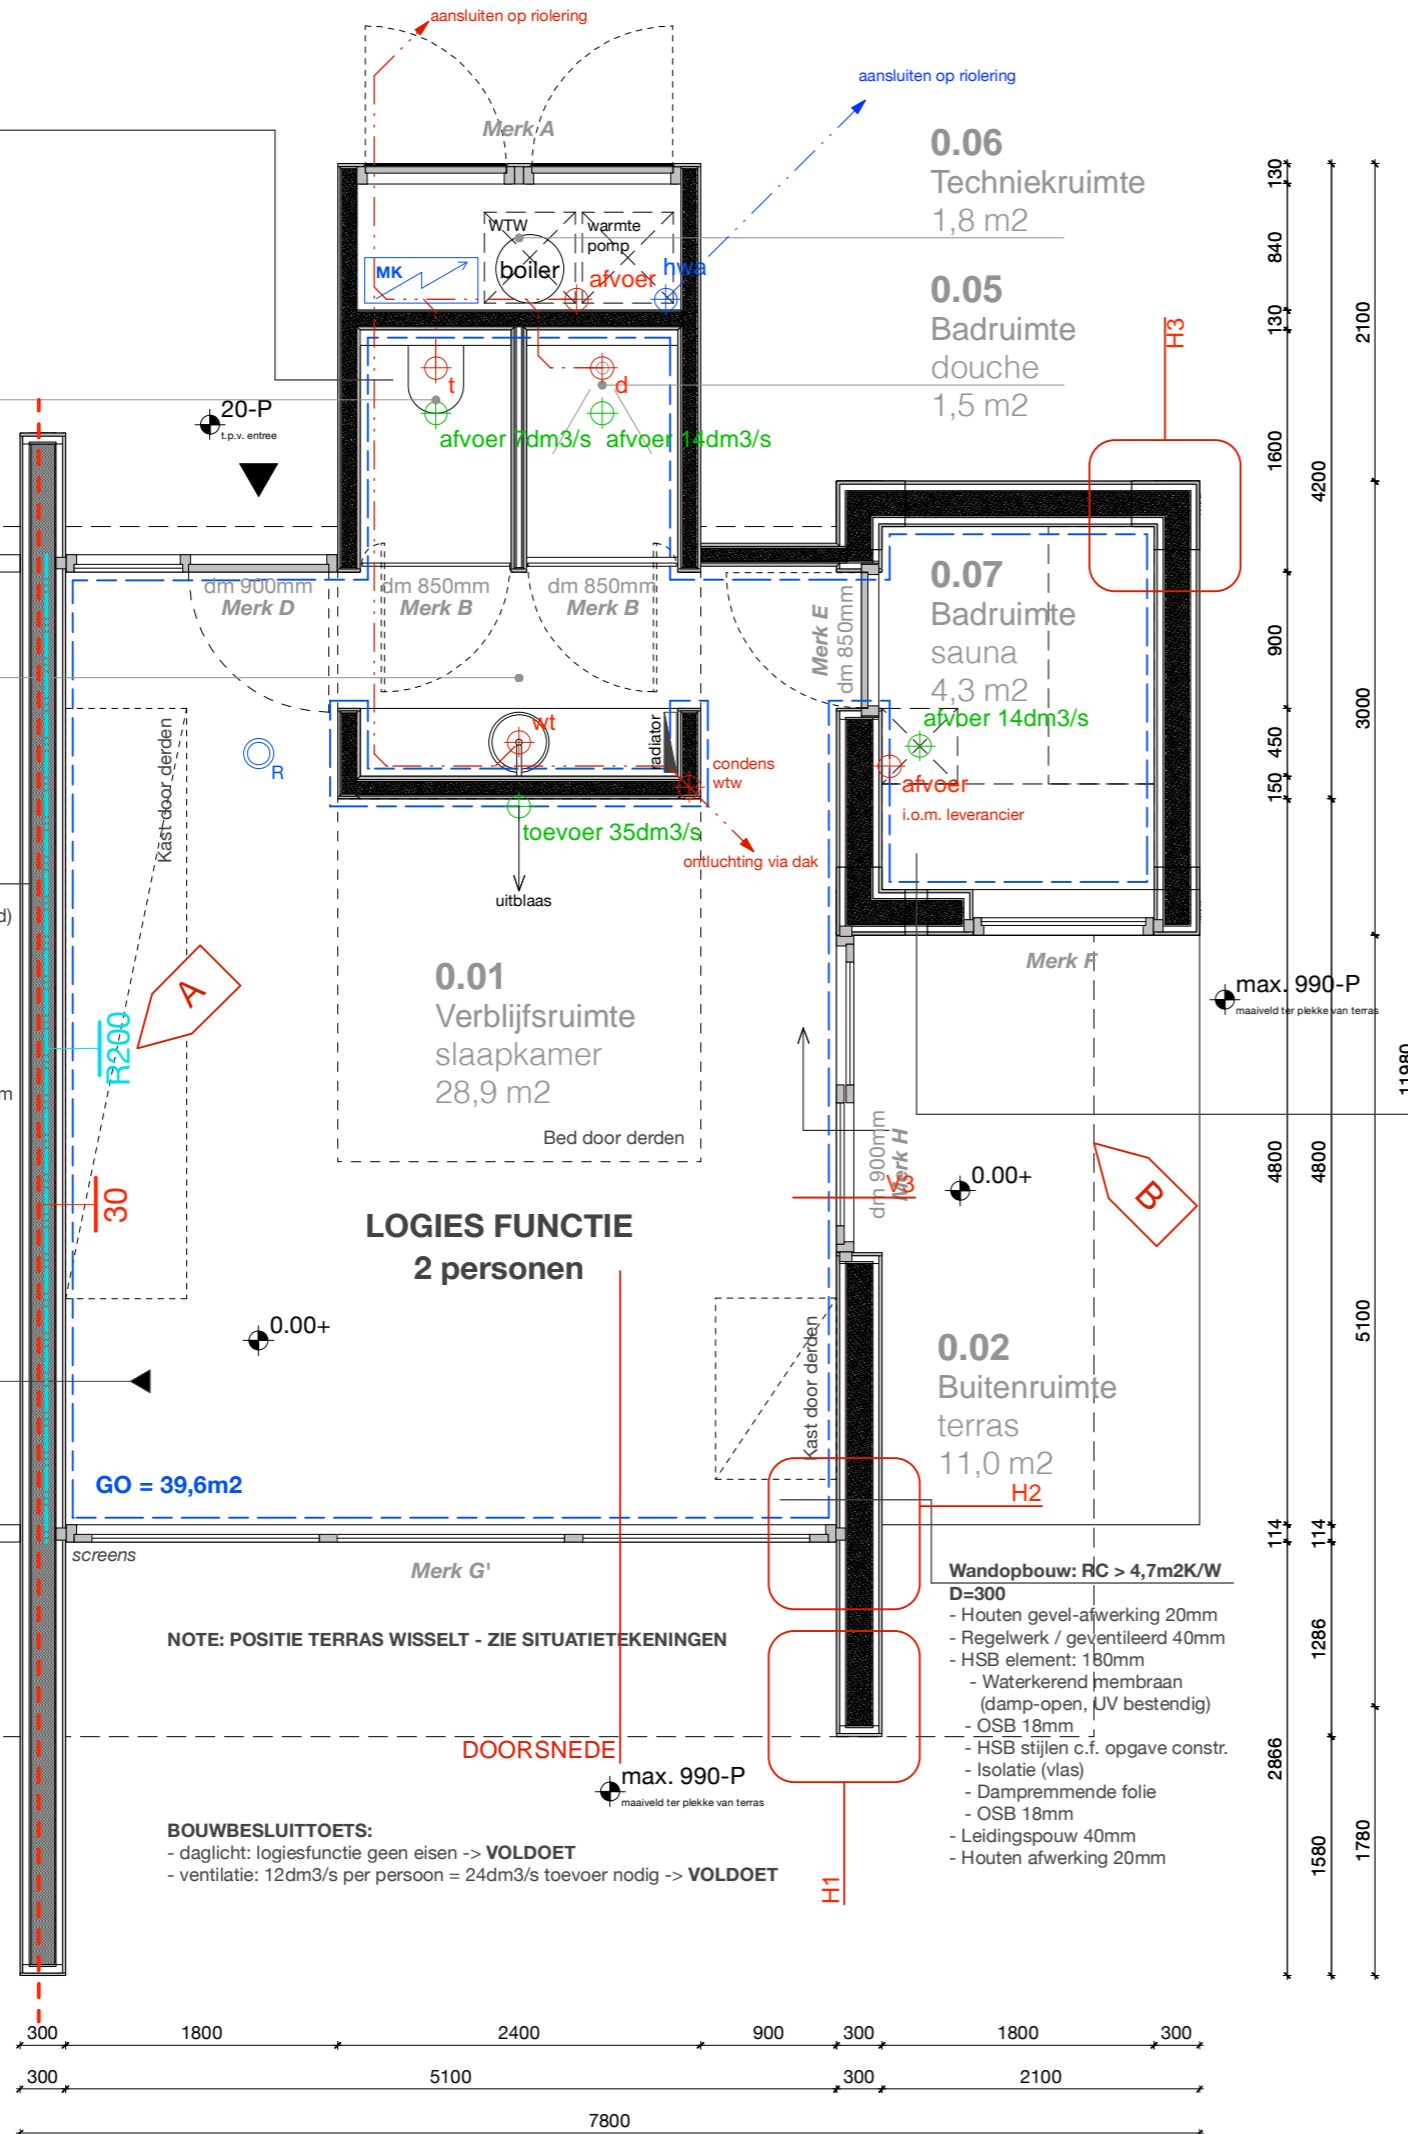 aansluiten op riolering
aansluiten op riolering
Merk A
0.06
Techniekruimte
1,8 m2
WTW
warmte
pomp
boiler
MK
afvoer
hwa
0.05
Badruimte
douche
1,5 m2
H3
t
d
afvoer 7dm3/s
afvoer 14dm3/s
20-P
t.p.v. entree
dm 900mm
Merk D
dm 850mm
Merk B
dm 850mm
Merk B
Merk E
dm 850mm
0.07
Badruimte
sauna
4,3 m2
afvoer 14dm3/s
afvoer
i.o.m. leverancier
Kast door derden
R
wt
radiator
condens
wtw
toevoer 35dm3/s
ontluchting via dak
uitblaas
d)
m
A
R200
30
0.01
Verblijfsruimte
slaapkamer
28,9 m2
Bed door derden
Merk F
max. 990-P
maaiveld ter plekke van terras
dm 900mm
Merk H
V3
0.00+
B
LOGIES FUNCTIE
2 personen
0.00+
Kast door derden
0.02
Buitenruimte
terras
11,0 m2
GO = 39,6m2
H2
screens
Merk G'
NOTE: POSITIE TERRAS WISSELT - ZIE SITUATIETEKENINGEN
Wandopbouw: RC > 4,7m2K/W
D=300
- Houten gevel-afwerking 20mm
- Regelwerk / geventileerd 40mm
- HSB element: 180mm
- Waterkerend membraan
(damp-open, UV bestendig)
- OSB 18mm
- HSB stijlen c.f. opgave constr.
- Isolatie (vlas)
- Dampremmende folie
- OSB 18mm
- Leidingspouw 40mm
- Houten afwerking 20mm
DOORSNEDE
max. 990-P
maaiveld ter plekke van terras
BOUWBESLUITTOETS:
- daglicht: logiesfunctie geen eisen -> VOLDOET
- ventilatie: 12dm3/s per persoon = 24dm3/s toevoer nodig -> VOLDOET
H1
130
840
130
1600
900
450
150
4800
114
2866
4200
4800
114
1286
1580
2100
3000
5100
1780
11980
300
1800
2400
900
300
1800
300
300
5100
300
2100
7800